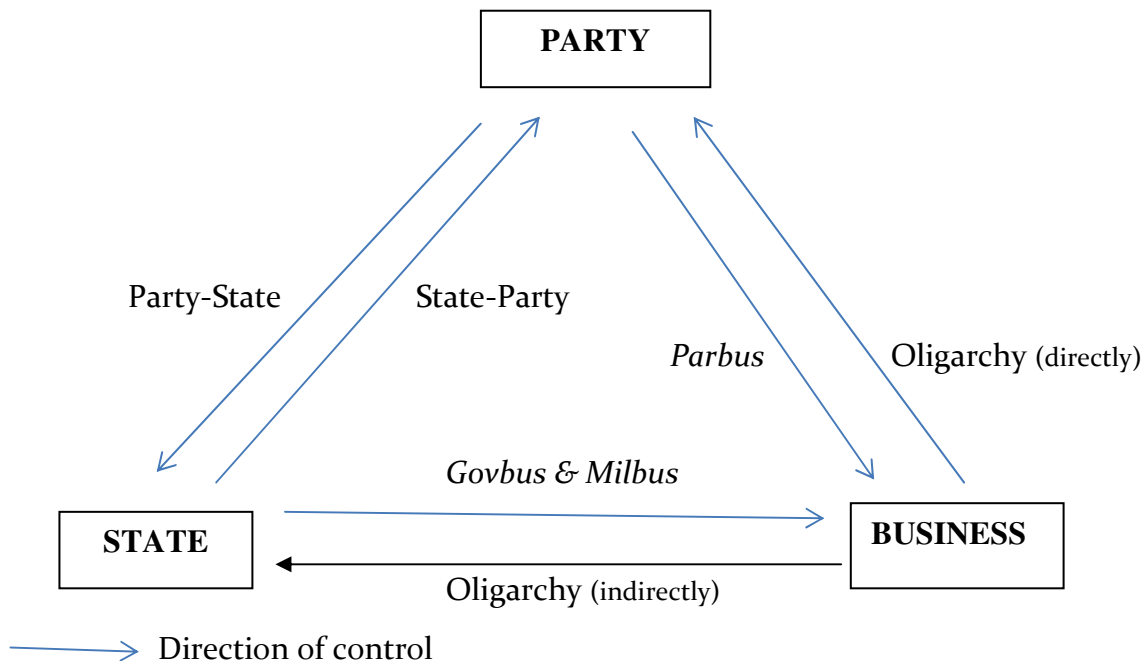 PARTY
Party-State
State-Party
Parbus
Oligarchy (directly)
Govbus & Milbus
STATE
BUSINESS
Oligarchy (indirectly)
Direction of control